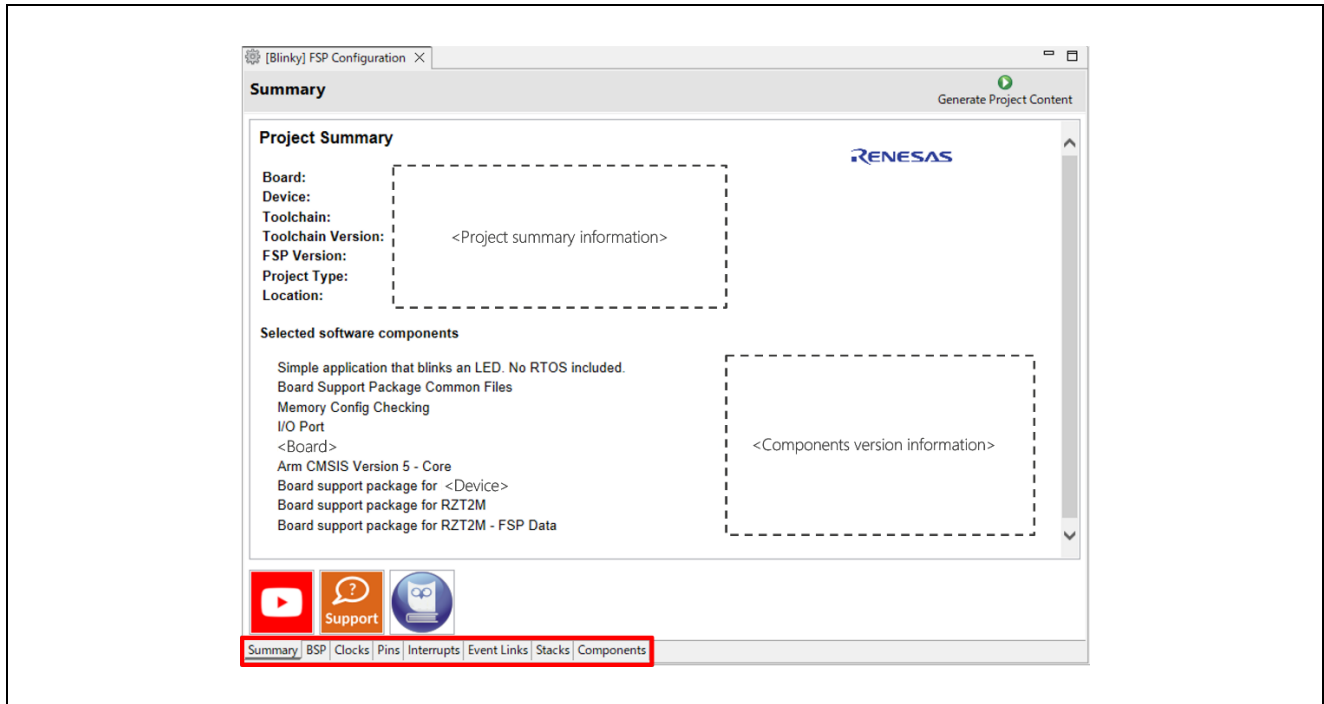 [Blinky] FSP Configuration
Summary
Generate Project Content
Project Summary
RENESAS
Board:
Device:
Toolchain:
Toolchain Version:
<Project summary information>
FSP Version:
Project Type:
Location:
Selected software components
Simple application that blinks an LED. No RTOS included.
Board Support Package Common Files
Memory Config Checking
I/O Port
<Board>
<Components version information>
Arm CMSIS Version 5 - Core
Board support package for <Device>
Board support package for RZT2M
Board support package for RZT2M - FSP Data
?
Support
Summary BSP Clocks Pins Interrupts Event Links Stacks Components